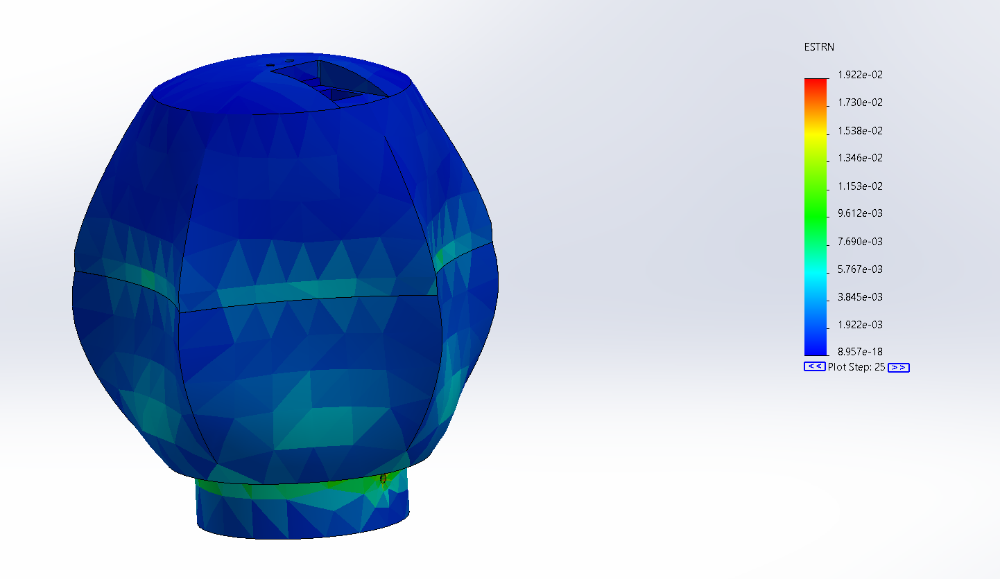 ESTRN
1.922e-02
1.730e-02
1.538e-02
1.346e-02
1.153e-02
9.612e-03
7.690e-03
5.767e-03
3.845e-03
1.922e-03
8.957e-18
<< Plot Step: 25 >>